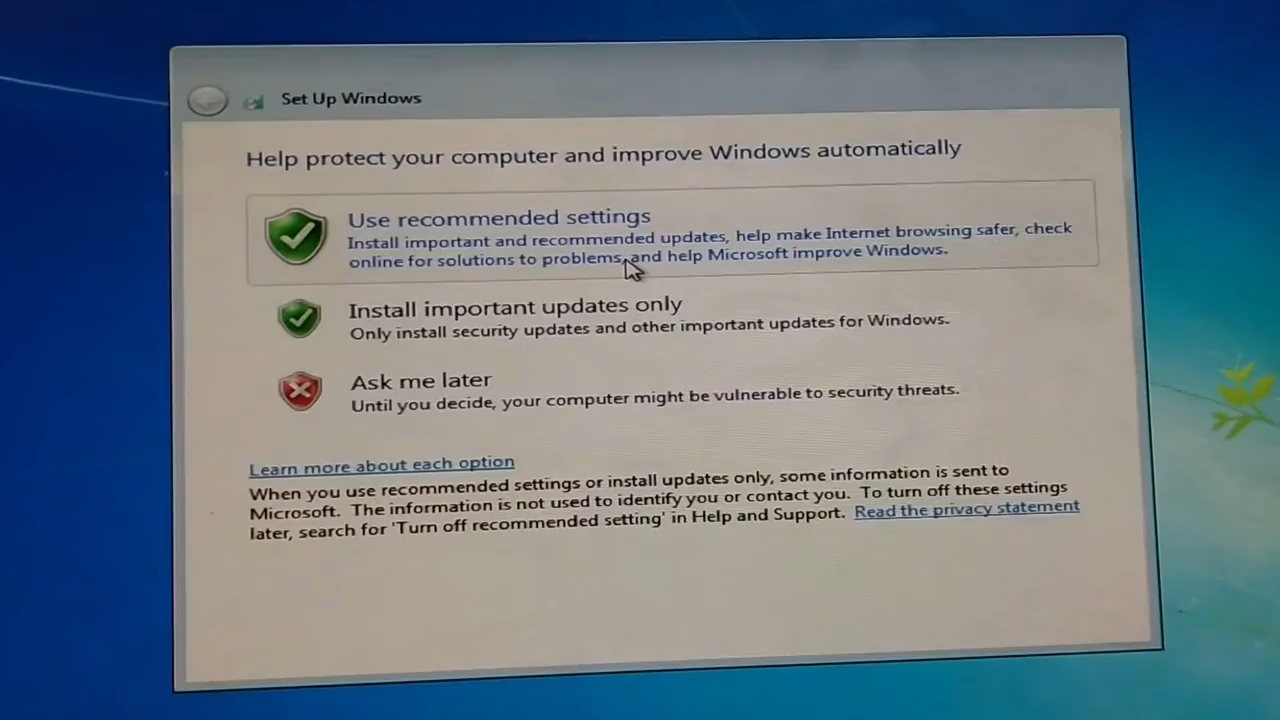 Set Up Windows
Help protect your computer and improve Windows automatically
Use recommended settings
Install important and recommended updates, help make Internet browsing safer, check
online for solutions to problems, and help Microsoft improve Windows.
Install important updates only
Only install security updates and other important updates for Windows.
Ask me later
Until you decide, your computer might be vulnerable to security threats.
Learn more about each option
When you use recommended settings or install updates only, some information is sent to
Microsoft. The information is not used to identify you or contact you. To turn off these settings
later, search for 'Turn off recommended setting' in Help and Support. Read the privacy statement